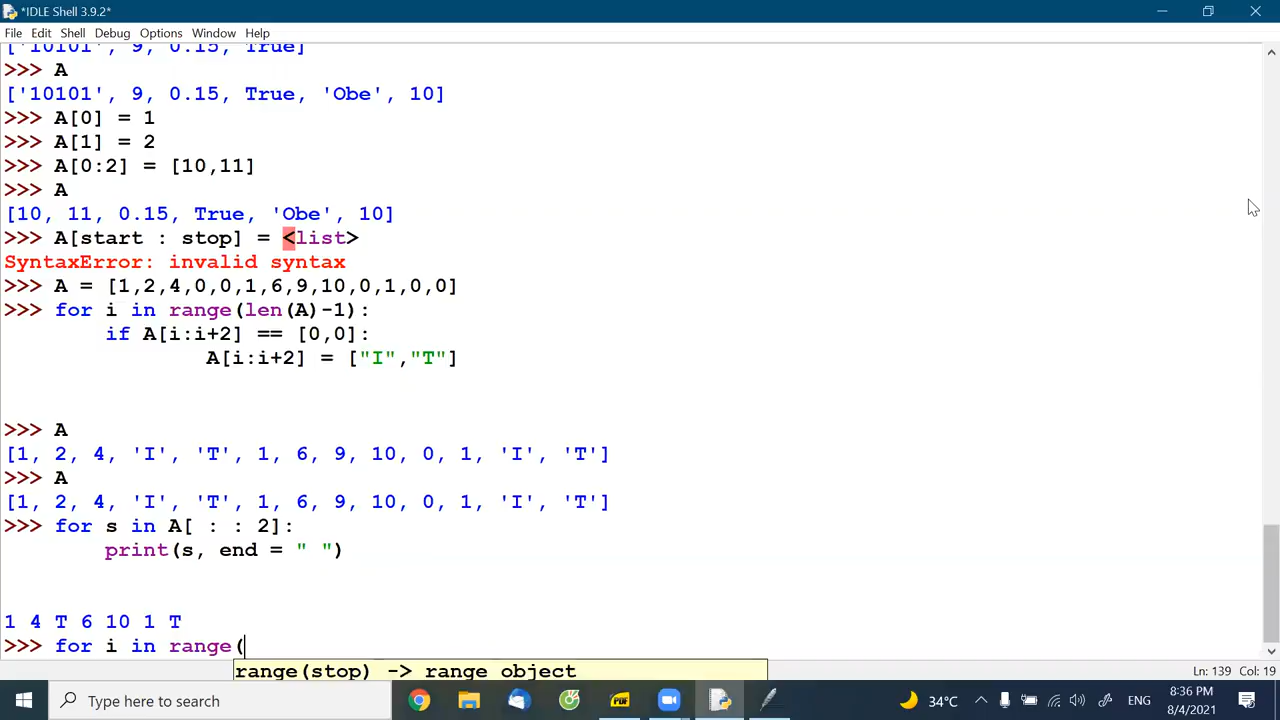 *IDLE Shell 3.9.2*
File Edit Shell Debug Options Window Help
['10101', 9, 0.15, True]
>>> A
['10101', 9, 0.15, True, 'Obe', 10]
>>> A[0] = 1
>>> A[1] = 2
>>> A[0:2] = [10,11]
>>> A
[10, 11, 0.15, True, 'Obe', 10]
>>> A[start : stop] = <list>
SyntaxError: invalid syntax
>>> A = [1,2,4,0,0,1,6,9,10,0,1,0,0]
>>> for i in range(len(A)-1):
if A[i:i+2] == [0,0]:
A[i:i+2] = ["I","T"]
>>> A
[1, 2, 4, 'I', 'T', 1, 6, 9, 10, 0, 1, 'I', 'T']
>>> A
[1, 2, 4, 'I', 'T', 1, 6, 9, 10, 0, 1, 'I', 'T']
>>> for s in A[ : : 2]:
print(s, end = " ")
1 4 T 6 10 1 T
>>> for i in range(
range(stop) -> range object
Ln: 139 Col: 19
Type here to search
PDF
34°C
ENG
8:36 PM
8/4/2021